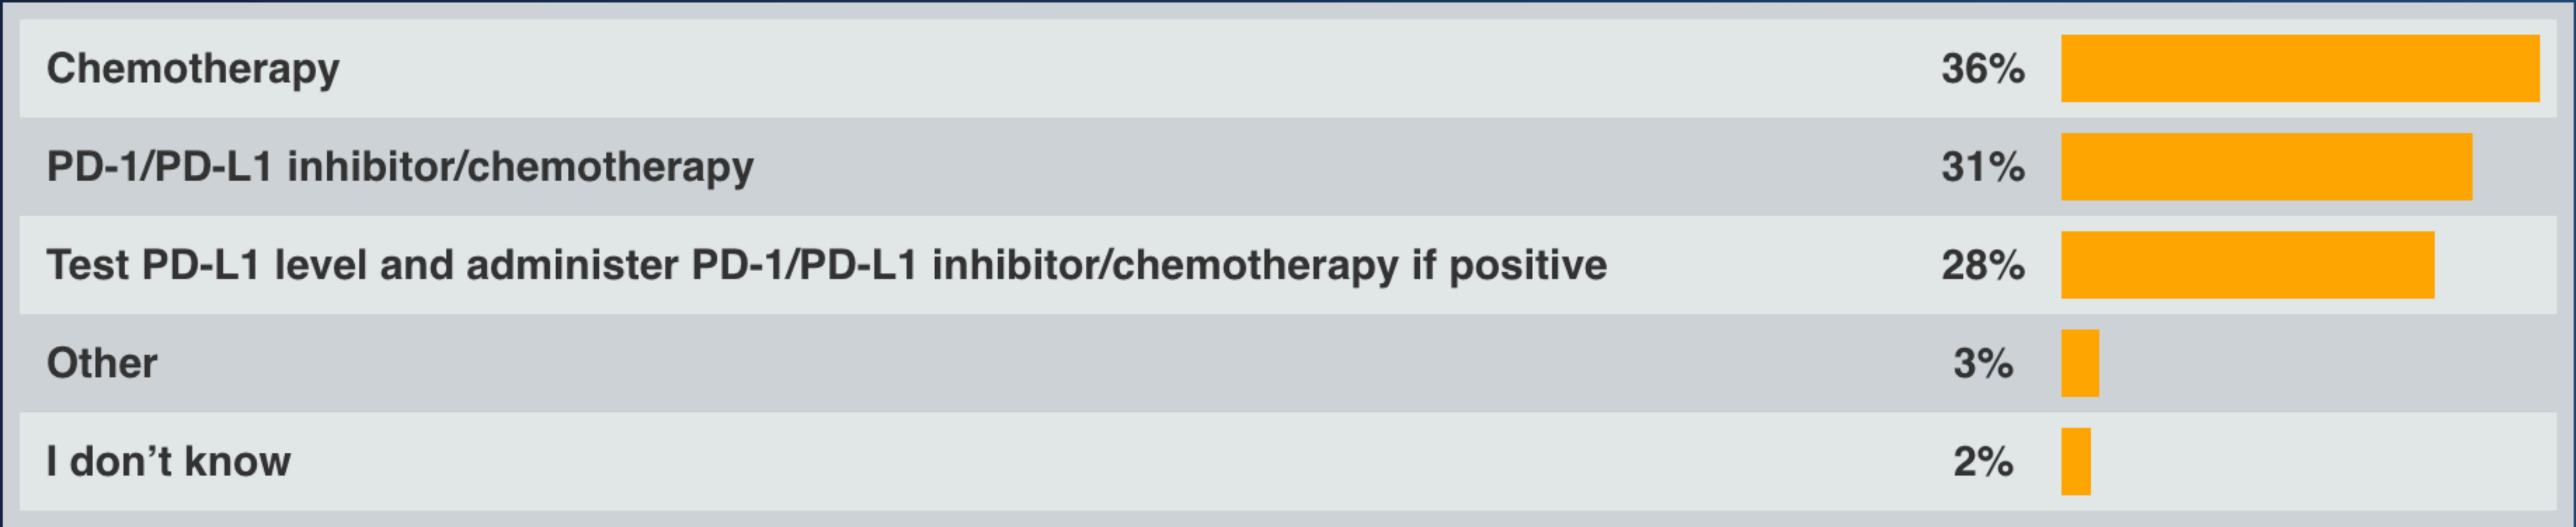 Chemotherapy 36%
PD-1/PD-L1 inhibitor/chemotherapy 31%
Test PD-L1 level and administer PD-1/PD-L1 inhibitor/chemotherapy if positive 28%
Other 3%
I don’t know 2%